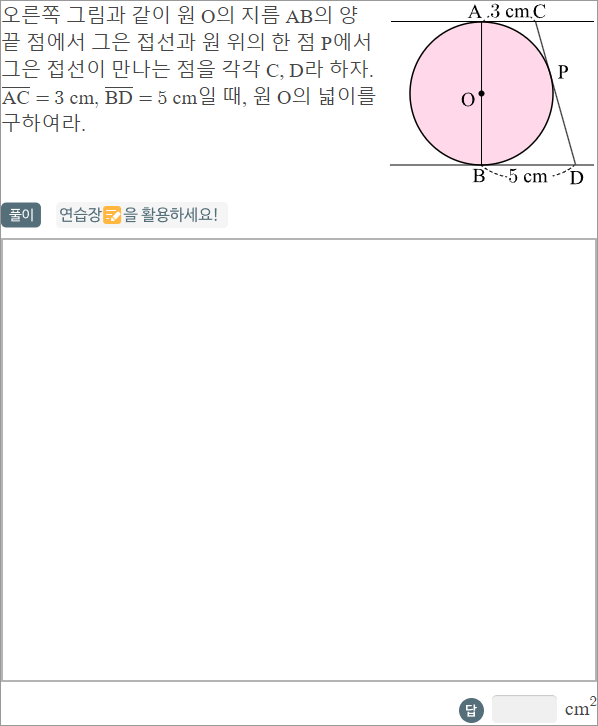 오른쪽 그림과 같이 원 O의 지름 AB의 양
끝 점에서 그은 접선과 원 위의 한 점 P에서
그은 접선이 만나는 점을 각각 C, D라 하자.
AC = 3 cm, BD = 5 cm일 때, 원 O의 넓이를
구하여라.
A 3 cm C
P
O
B 5 cm D
풀이 연습장을 활용하세요!
답 cm²